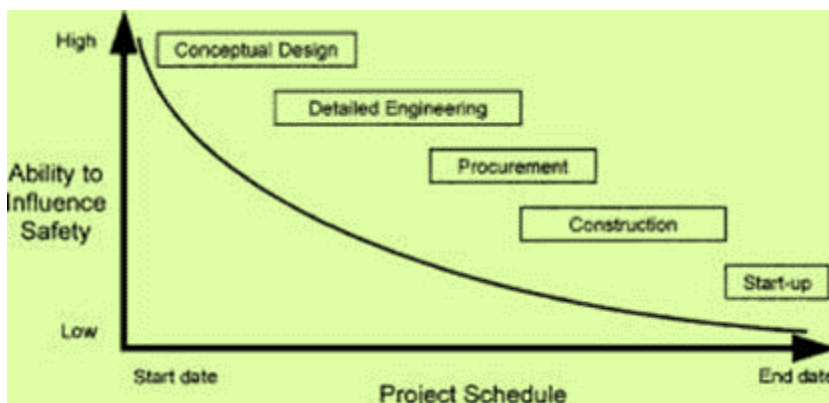 High
Conceptual Design
Detailed Engineering
Procurement
Ability to
Influence
Safety
Construction
Start-up
Low
Start date
End date
Project Schedule